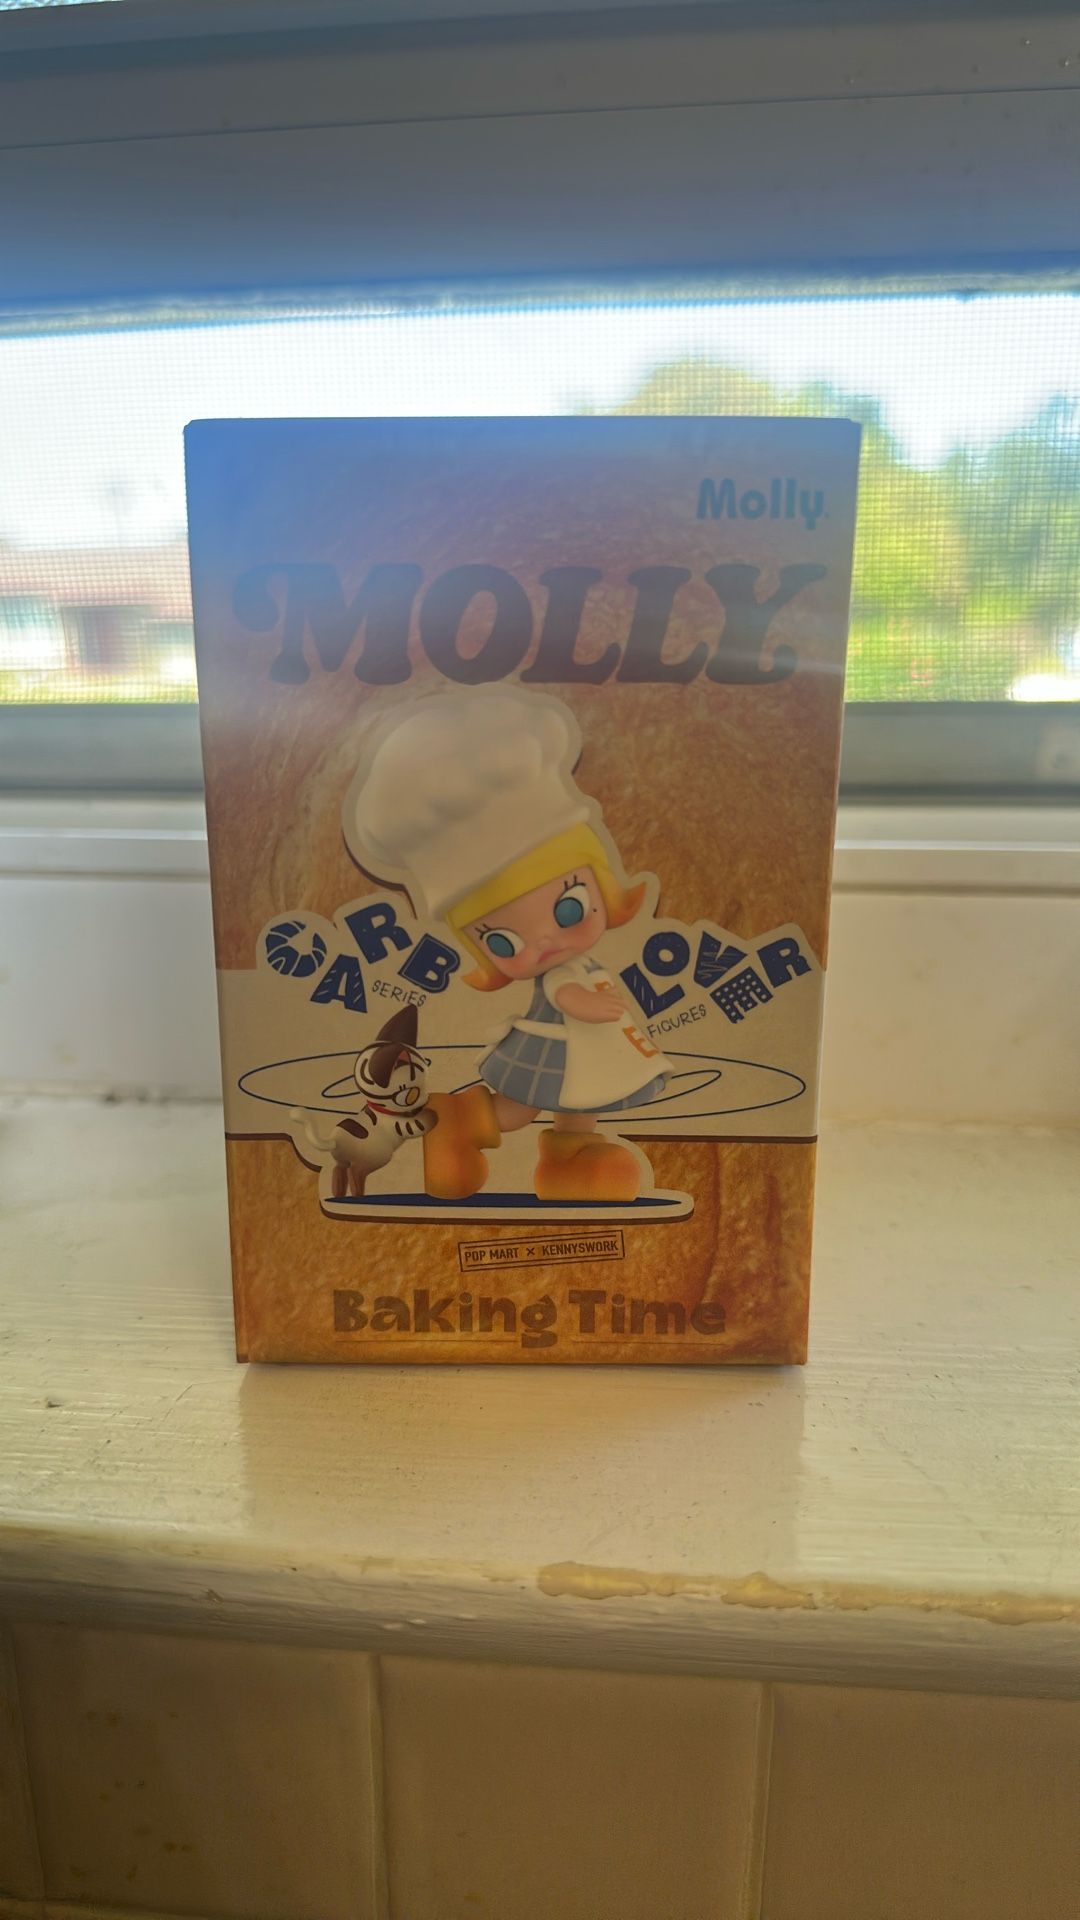 Molly
MOLLY
CARB
SERIES
LOVER
FIGURES
E
POP MART × KENNYSWORK
Baking Time